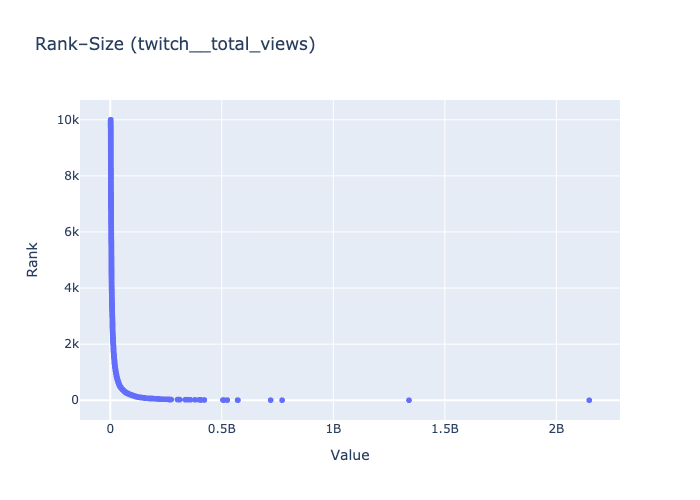 Rank−Size (twitch__total_views)
10k
8k
6k
4k
2k
0
Rank
0
0.5B
1B
1.5B
2B
Value